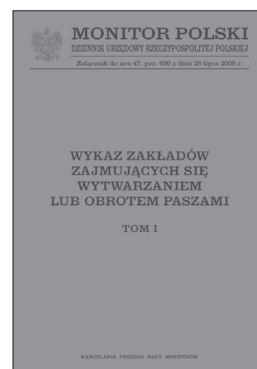 MONITOR POLSKI
DZIENNIK URZĘDOWY RZECZYPOSPOLITEJ POLSKIEJ
Załącznik do nru 47, poz. 690 z dnia 28 lipca 2009 r.
WYKAZ ZAKŁADÓW
ZAJMUJĄCYCH SIĘ
WYTWARZANIEM
LUB OBROTEM PASZAMI
TOM I
KANCELARIA PREZESA RADY MINISTRÓW